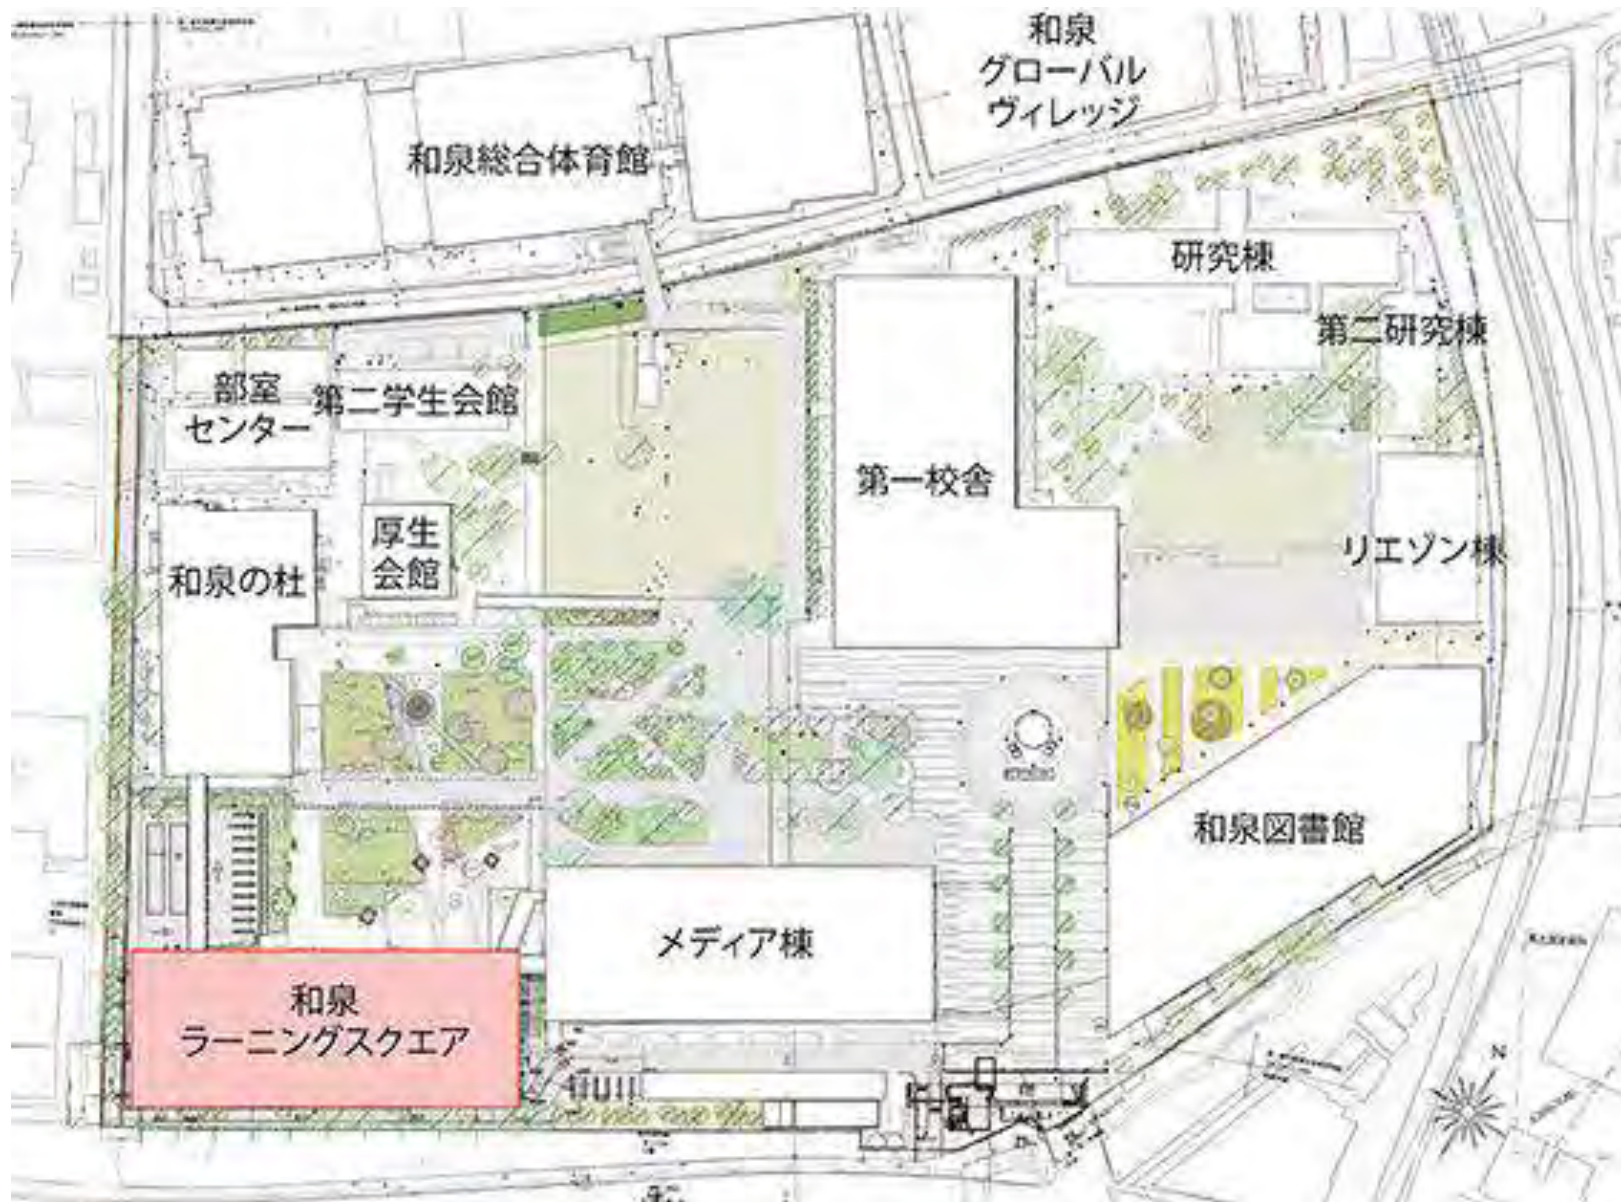 和泉
グローバル
ヴィレッジ
和泉総合体育館
研究棟
第二研究棟
部室
センター
第二学生会館
第一校舎
厚生
会館
リエゾン棟
和泉の杜
和泉図書館
メディア棟
和泉
ラーニングスクエア
N